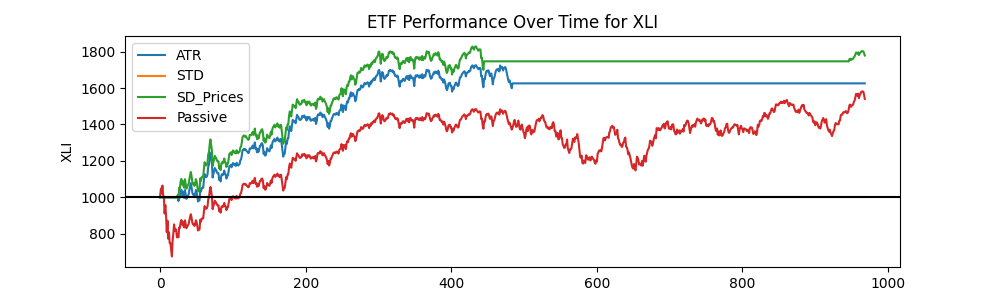 ETF Performance Over Time for XLI
ATR
STD
SD_Prices
Passive
XLI
1800
1600
1400
1200
1000
800
0 200 400 600 800 1000